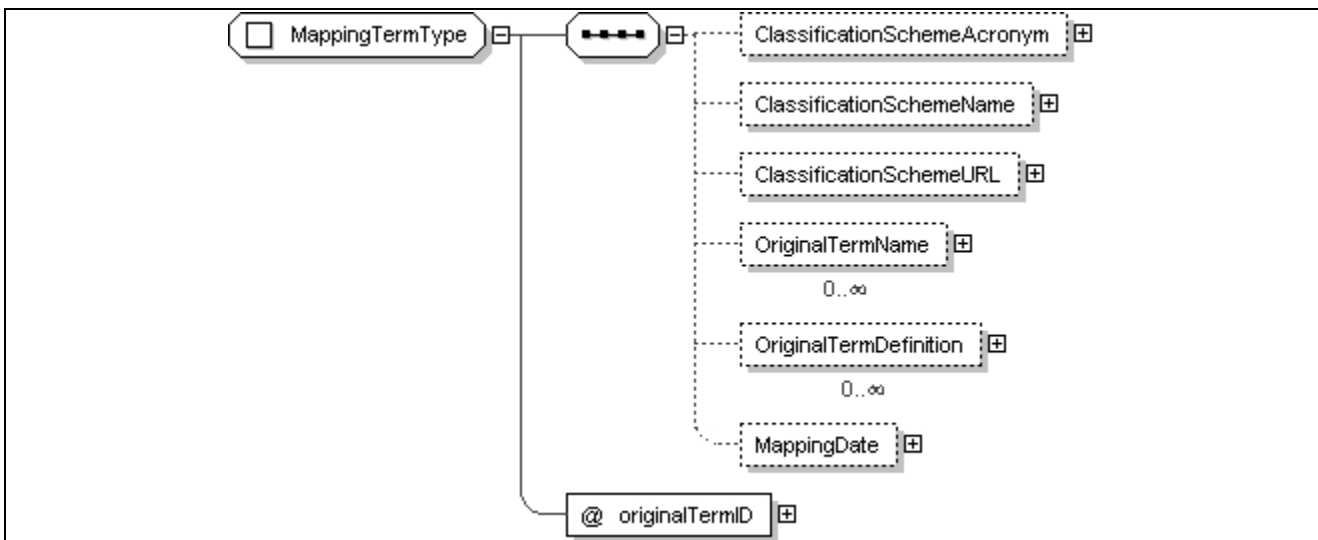 MappingTermType
ClassificationSchemeAcronym
ClassificationSchemeName
ClassificationSchemeURL
OriginalTermName
0..∞
OriginalTermDefinition
0..∞
MappingDate
@ originalTermID